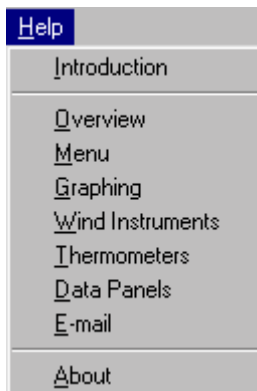 Help
Introduction
Overview
Menu
Graphing
Wind Instruments
Thermometers
Data Panels
E-mail
About